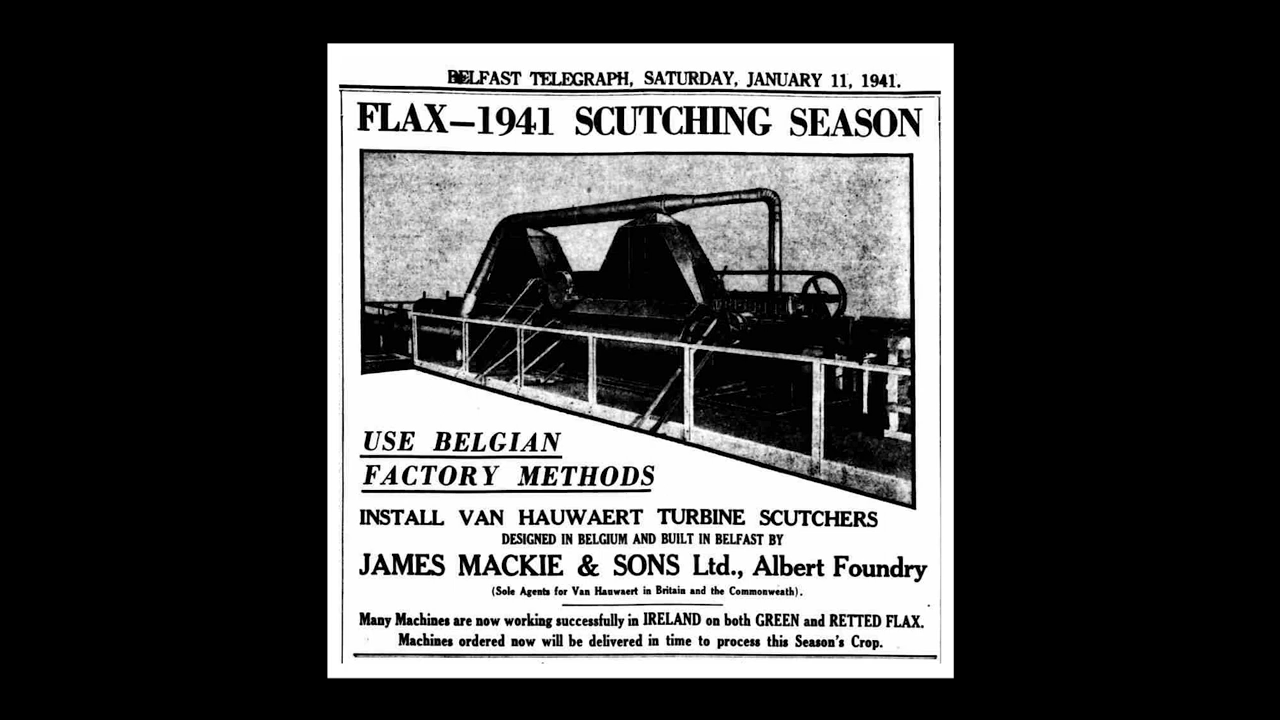 BELFAST TELEGRAPH, SATURDAY, JANUARY 11, 1941.
FLAX—1941 SCUTCHING SEASON
USE BELGIAN
FACTORY METHODS
INSTALL VAN HAUWAERT TURBINE SCUTCHERS
DESIGNED IN BELGIUM AND BUILT IN BELFAST BY
JAMES MACKIE & SONS Ltd., Albert Foundry
(Sole Agents for Van Hauwaert in Britain and the Commonweath).
Many Machines are now working successfully in IRELAND on both GREEN and RETTED FLAX.
Machines ordered now will be delivered in time to process this Season's Crop.